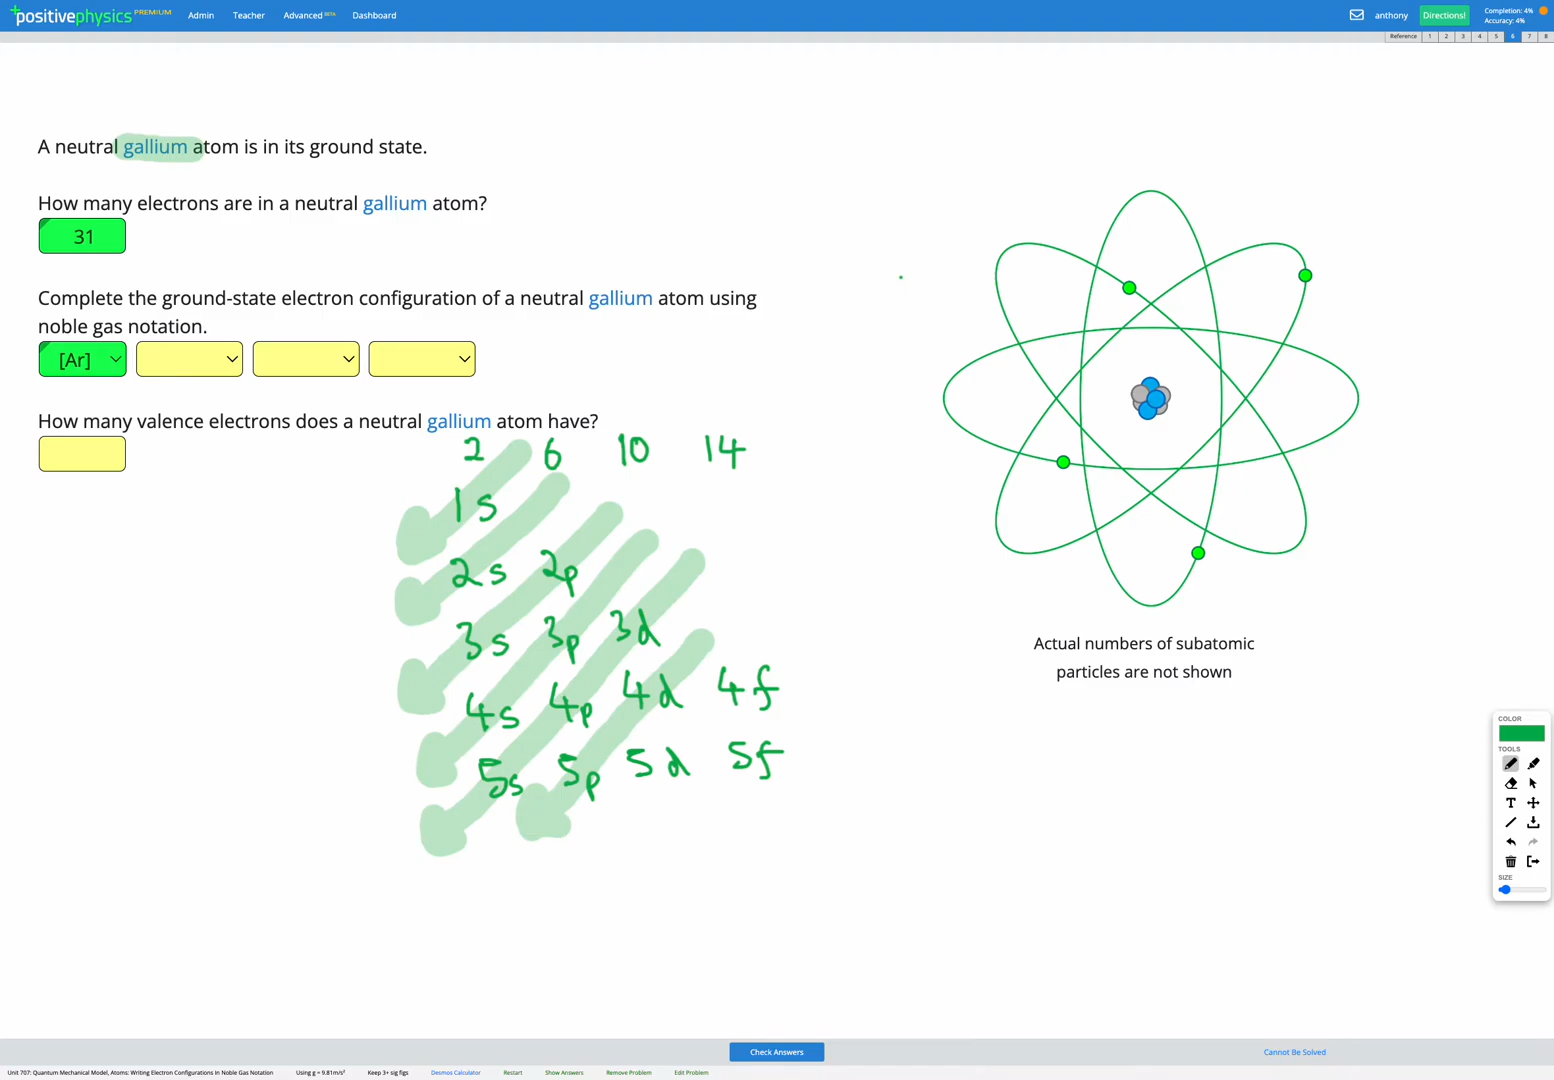 +positivephysics PREMIUM Admin Teacher Advanced BETA Dashboard anthony Directions! Completion: 4%
Accuracy: 4%
Reference 1 2 3 4 5 6 7 8
A neutral gallium atom is in its ground state.
How many electrons are in a neutral gallium atom?
31
Complete the ground-state electron configuration of a neutral gallium atom using
noble gas notation.
[Ar]
How many valence electrons does a neutral gallium atom have?
2 6 10 14
1s
2s 2p
3s 3p 3d
4s 4p 4d 4f
5s 5p 5d 5f
Actual numbers of subatomic
particles are not shown
COLOR
TOOLS
T
SIZE
Check Answers Cannot Be Solved
Unit 707: Quantum Mechanical Model, Atoms: Writing Electron Configurations In Noble Gas Notation Using g = 9.81m/s² Keep 3+ sig figs Desmos Calculator Restart Show Answers Remove Problem Edit Problem